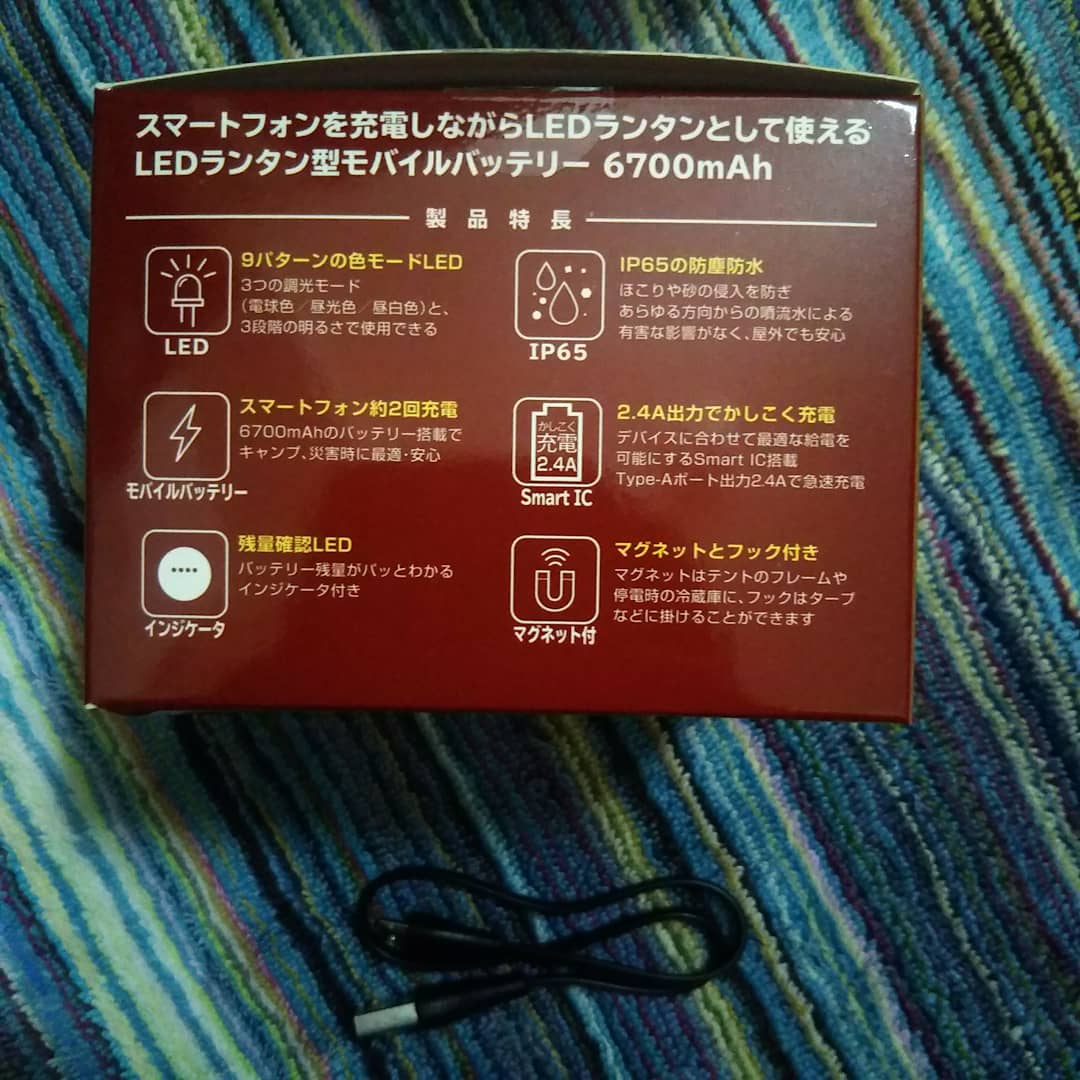 スマートフォンを充電しながらLEDランタンとして使える
LEDランタン型モバイルバッテリー 6700mAh
製品特長
LED
9パターンの色モードLED
3つの調光モード
(電球色/昼光色/昼白色)と、
3段階の明るさで使用できる
IP65
IP65の防塵防水
ほこりや砂の侵入を防ぎ
あらゆる方向からの噴流水による
有害な影響がなく、屋外でも安心
モバイルバッテリー
スマートフォン約2回充電
6700mAhのバッテリー搭載で
キャンプ、災害時に最適・安心
かしこく
充電
2.4A
Smart IC
2.4A出力でかしこく充電
デバイスに合わせて最適な給電を
可能にするSmart IC搭載
Type-Aポート出力2.4Aで急速充電
インジケータ
残量確認LED
バッテリー残量がパッとわかる
インジケータ付き
マグネット付
マグネットとフック付き
マグネットはテントのフレームや
停電時の冷蔵庫に、フックはタープ
などに掛けることができます